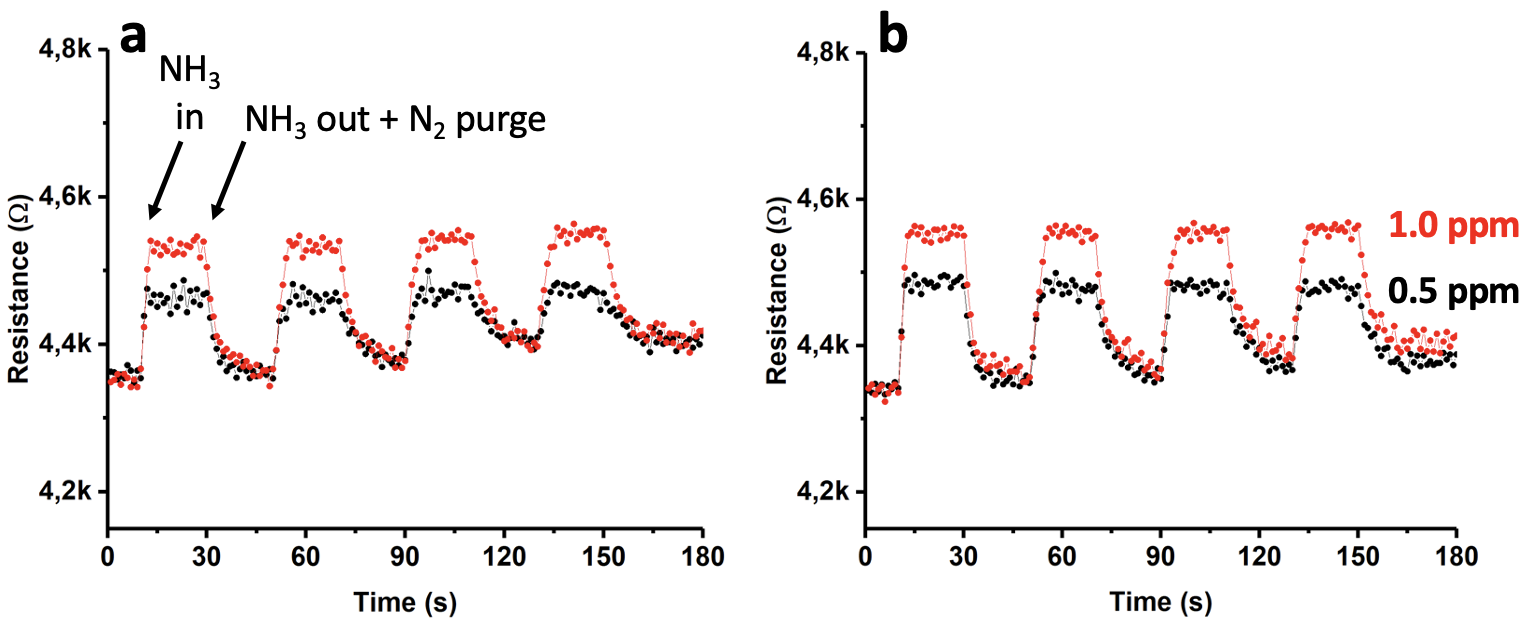 a
4,8k
4,6k
4,4k
4,2k
Resistance (Ω)
NH₃
in
NH₃ out + N₂ purge
0 30 60 90 120 150 180
Time (s)
b
4,8k
4,6k
4,4k
4,2k
Resistance (Ω)
1.0 ppm
0.5 ppm
0 30 60 90 120 150 180
Time (s)